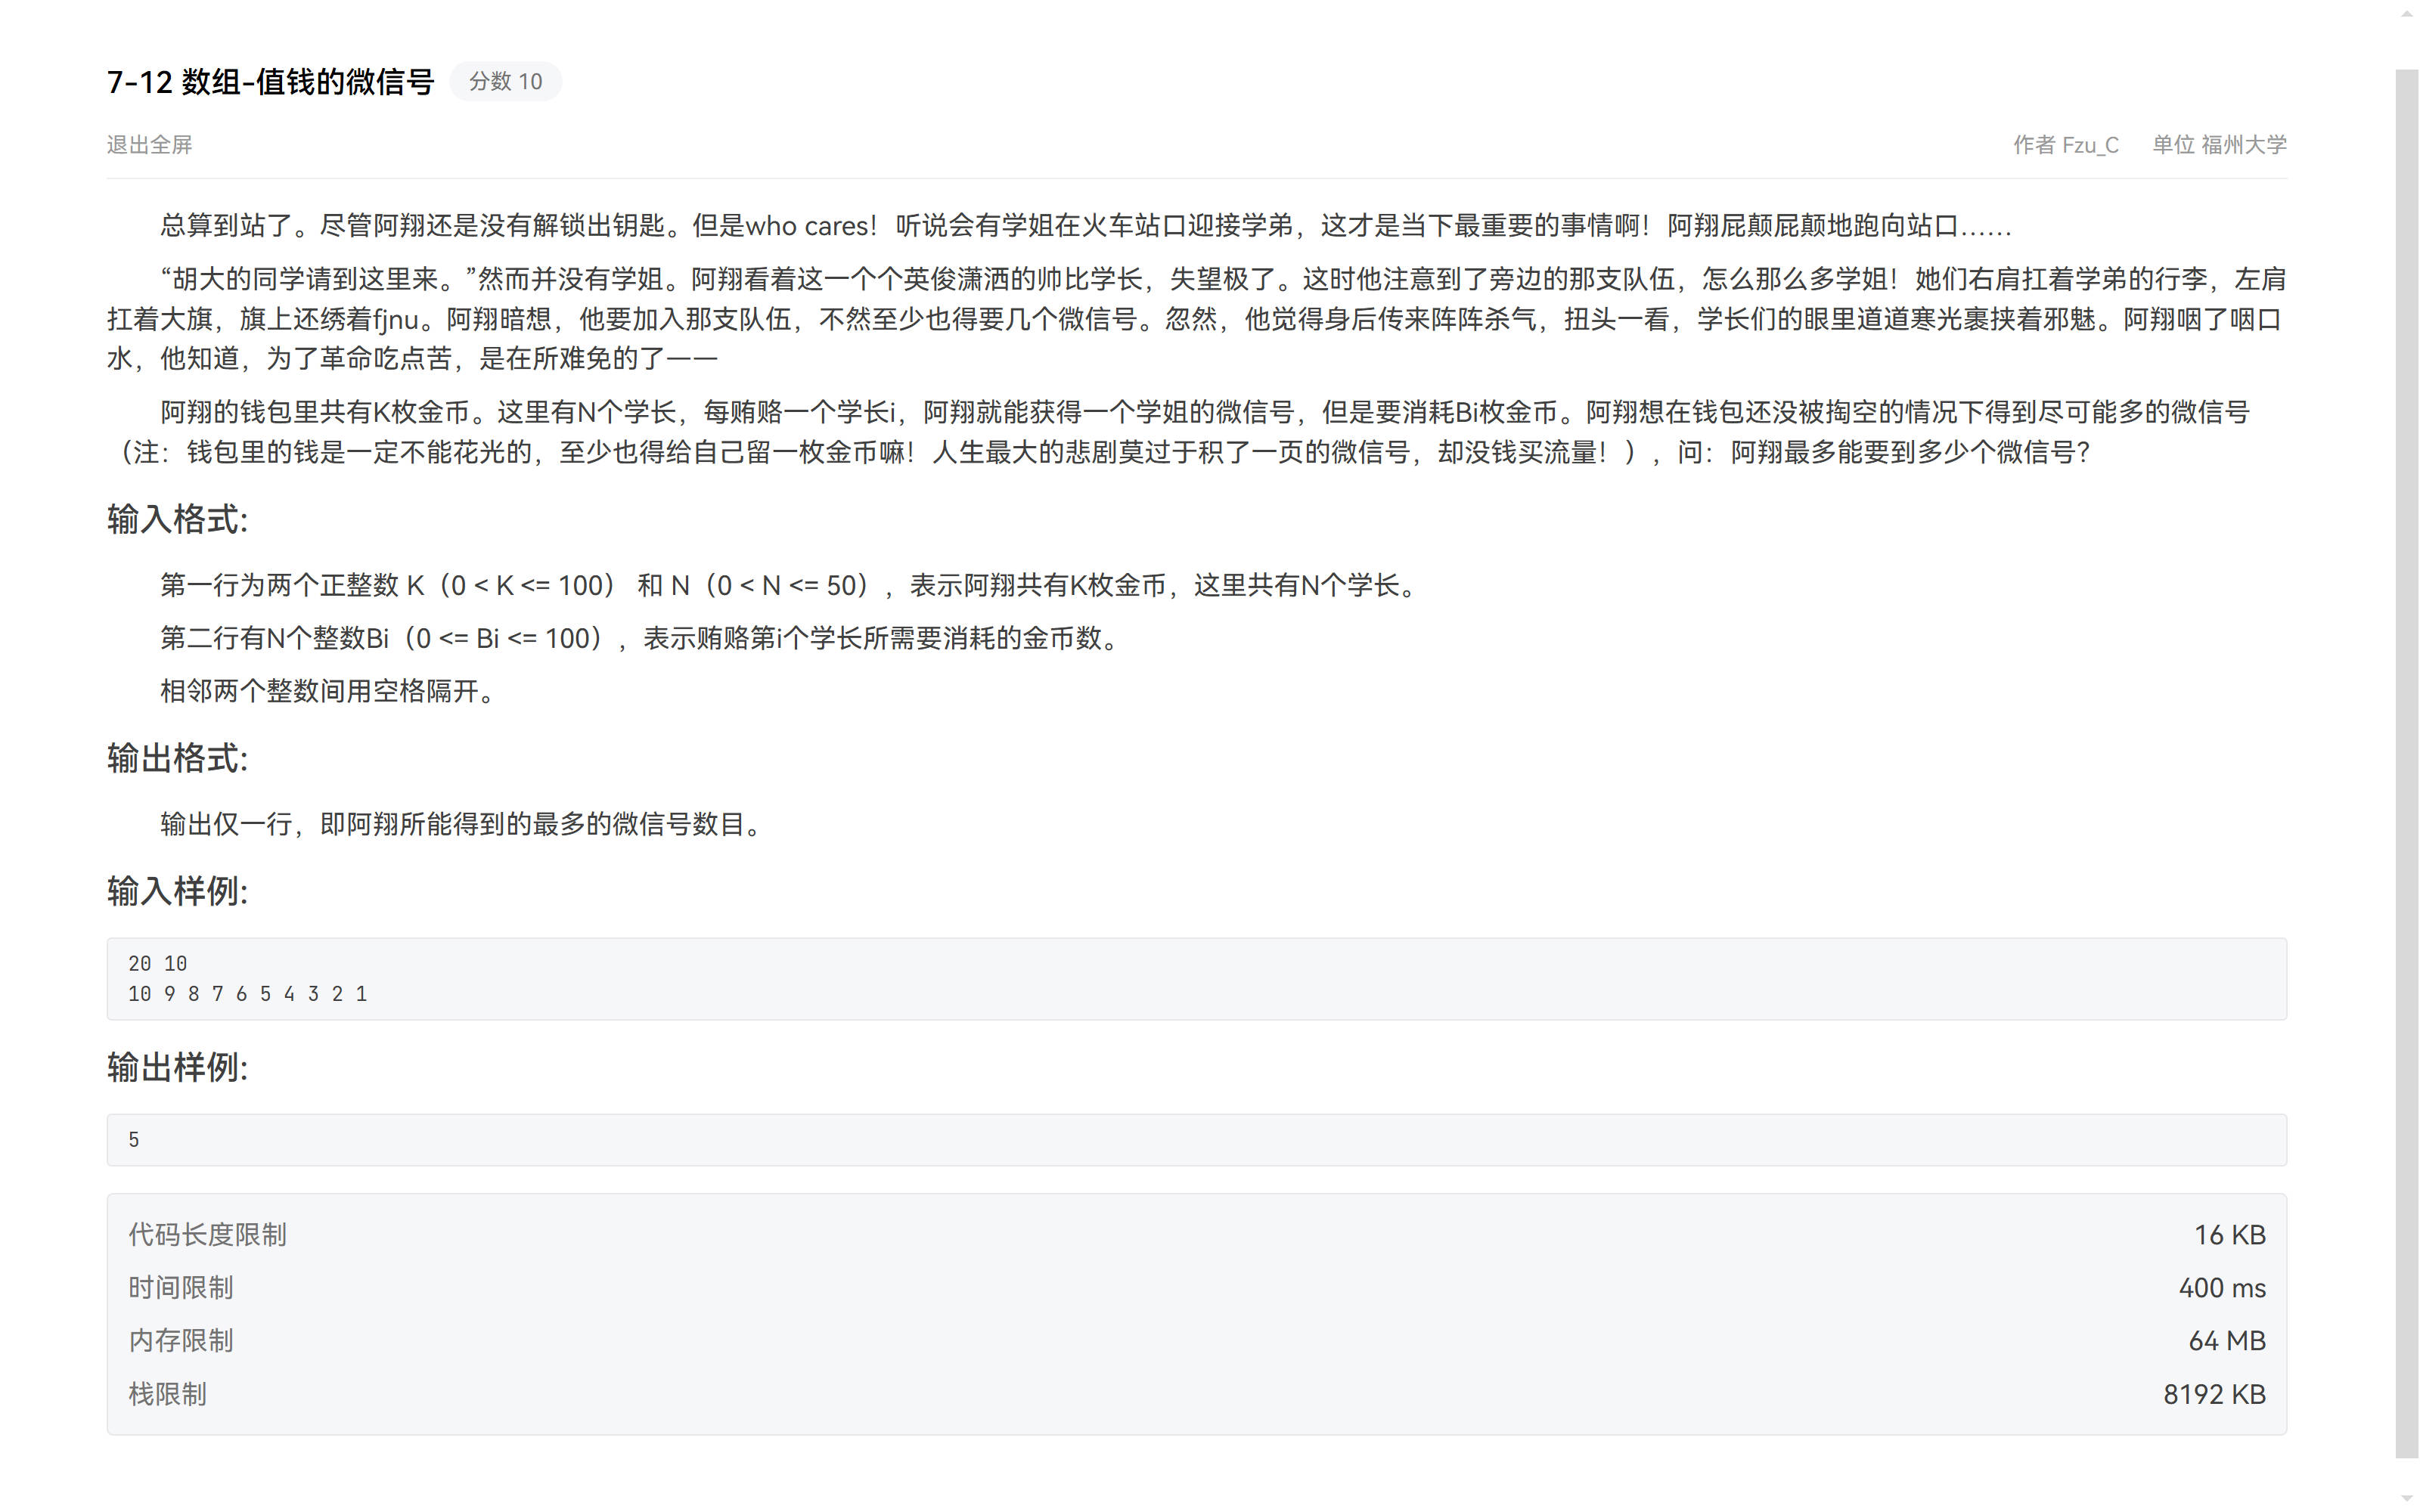 7-12 数组-值钱的微信号 分数 10
退出全屏 作者 Fzu_C 单位 福州大学
总算到站了。尽管阿翔还是没有解锁出钥匙。但是who cares！听说会有学姐在火车站口迎接学弟，这才是当下最重要的事情啊！阿翔屁颠屁颠地跑向站口……
“胡大的同学请到这里来。”然而并没有学姐。阿翔看着这一个个英俊潇洒的帅比学长，失望极了。这时他注意到了旁边的那支队伍，怎么那么多学姐！她们右肩扛着学弟的行李，左肩
扛着大旗，旗上还绣着fjnu。阿翔暗想，他要加入那支队伍，不然至少也得要几个微信号。忽然，他觉得身后传来阵阵杀气，扭头一看，学长们的眼里道道寒光裹挟着邪魅。阿翔咽了咽口
水，他知道，为了革命吃点苦，是在所难免的了一一
阿翔的钱包里共有K枚金币。这里有N个学长，每贿赂一个学长i，阿翔就能获得一个学姐的微信号，但是要消耗Bi枚金币。阿翔想在钱包还没被掏空的情况下得到尽可能多的微信号
（注：钱包里的钱是一定不能花光的，至少也得给自己留一枚金币嘛！人生最大的悲剧莫过于积了一页的微信号，却没钱买流量！），问：阿翔最多能要到多少个微信号？
输入格式:
第一行为两个正整数 K（0 < K <= 100） 和 N（0 < N <= 50），表示阿翔共有K枚金币，这里共有N个学长。
第二行有N个整数Bi（0 <= Bi <= 100），表示贿赂第i个学长所需要消耗的金币数。
相邻两个整数间用空格隔开。
输出格式:
输出仅一行，即阿翔所能得到的最多的微信号数目。
输入样例:
20 10
10 9 8 7 6 5 4 3 2 1
输出样例:
5
代码长度限制 16 KB
时间限制 400 ms
内存限制 64 MB
栈限制 8192 KB